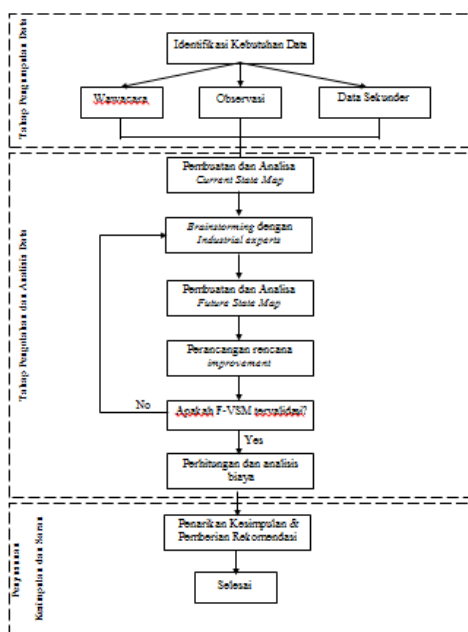 Tahap Pengumpulan Data
Identifikasi Kebutuhan Data
Wawacara
Observasi
Data Sekunder
Tahap Pengolahan dan Analisis Data
Pembuatan dan Analisa
Current State Map
Brainstorming dengan
Industrial experts
Pembuatan dan Analisa
Future State Map
Perancangan rencana
improvement
Apakah F-VSM tervalidasi?
No
Yes
Perhitungan dan analisis
biaya
Penyusunan
Kesimpulan dan Saran
Penarikan Kesimpulan &
Pemberian Rekomendasi
Selesai